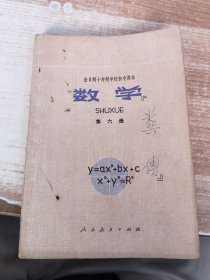 全日制十年制学校初中课本
数学
SHUXUE
第六册
y=ax²+bx+c
x²+y²=R²
人民教育出版社